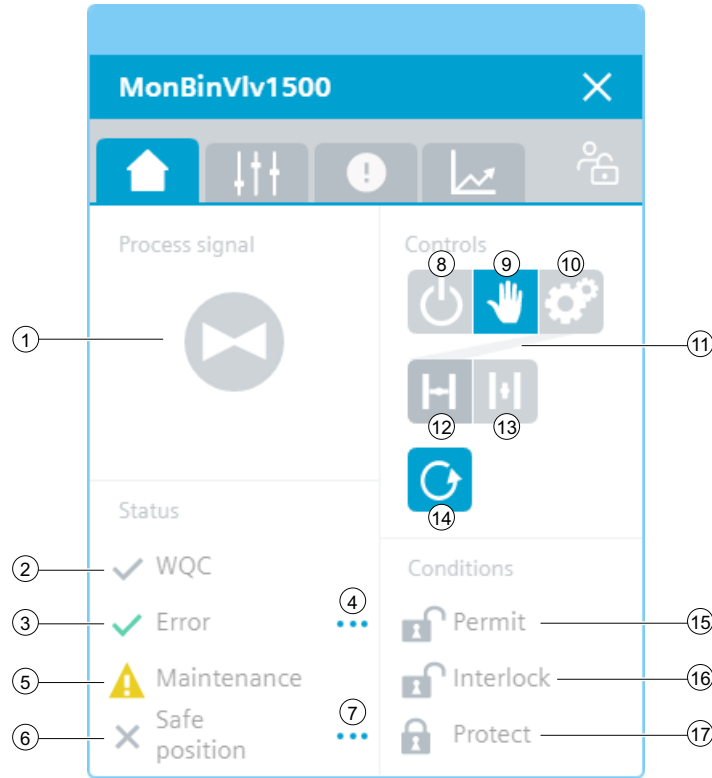 MonBinVlv1500
Process signal
Controls
8
9
10
1
11
12
13
14
Status
Conditions
2
WQC
3
Error
4
Permit
15
5
Maintenance
Interlock
16
6
Safe
position
7
Protect
17